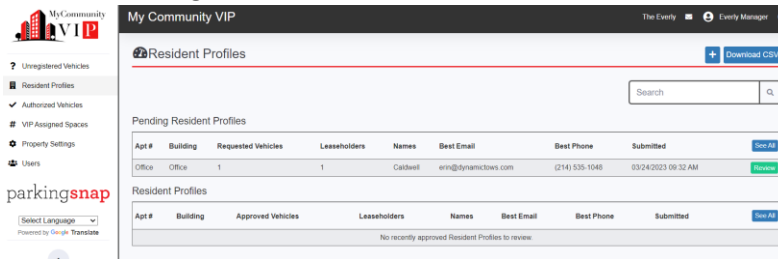 MyCommunity
VIP
My Community VIP
The Everly
Everly Manager
Resident Profiles
+ Download CSV
? Unregistered Vehicles
Resident Profiles
Authorized Vehicles
# VIP Assigned Spaces
Property Settings
Users
parkingsnap
Select Language
Powered by Google Translate
Search
Pending Resident Profiles
Apt # Building Requested Vehicles Leaseholders Names Best Email Best Phone Submitted See All
Office Office 1 1 Caldwell erin@dynamictows.com (214) 535-1048 03/24/2023 09:32 AM Review
Resident Profiles
Apt # Building Approved Vehicles Leaseholders Names Best Email Best Phone Submitted See All
No recently approved Resident Profiles to review.